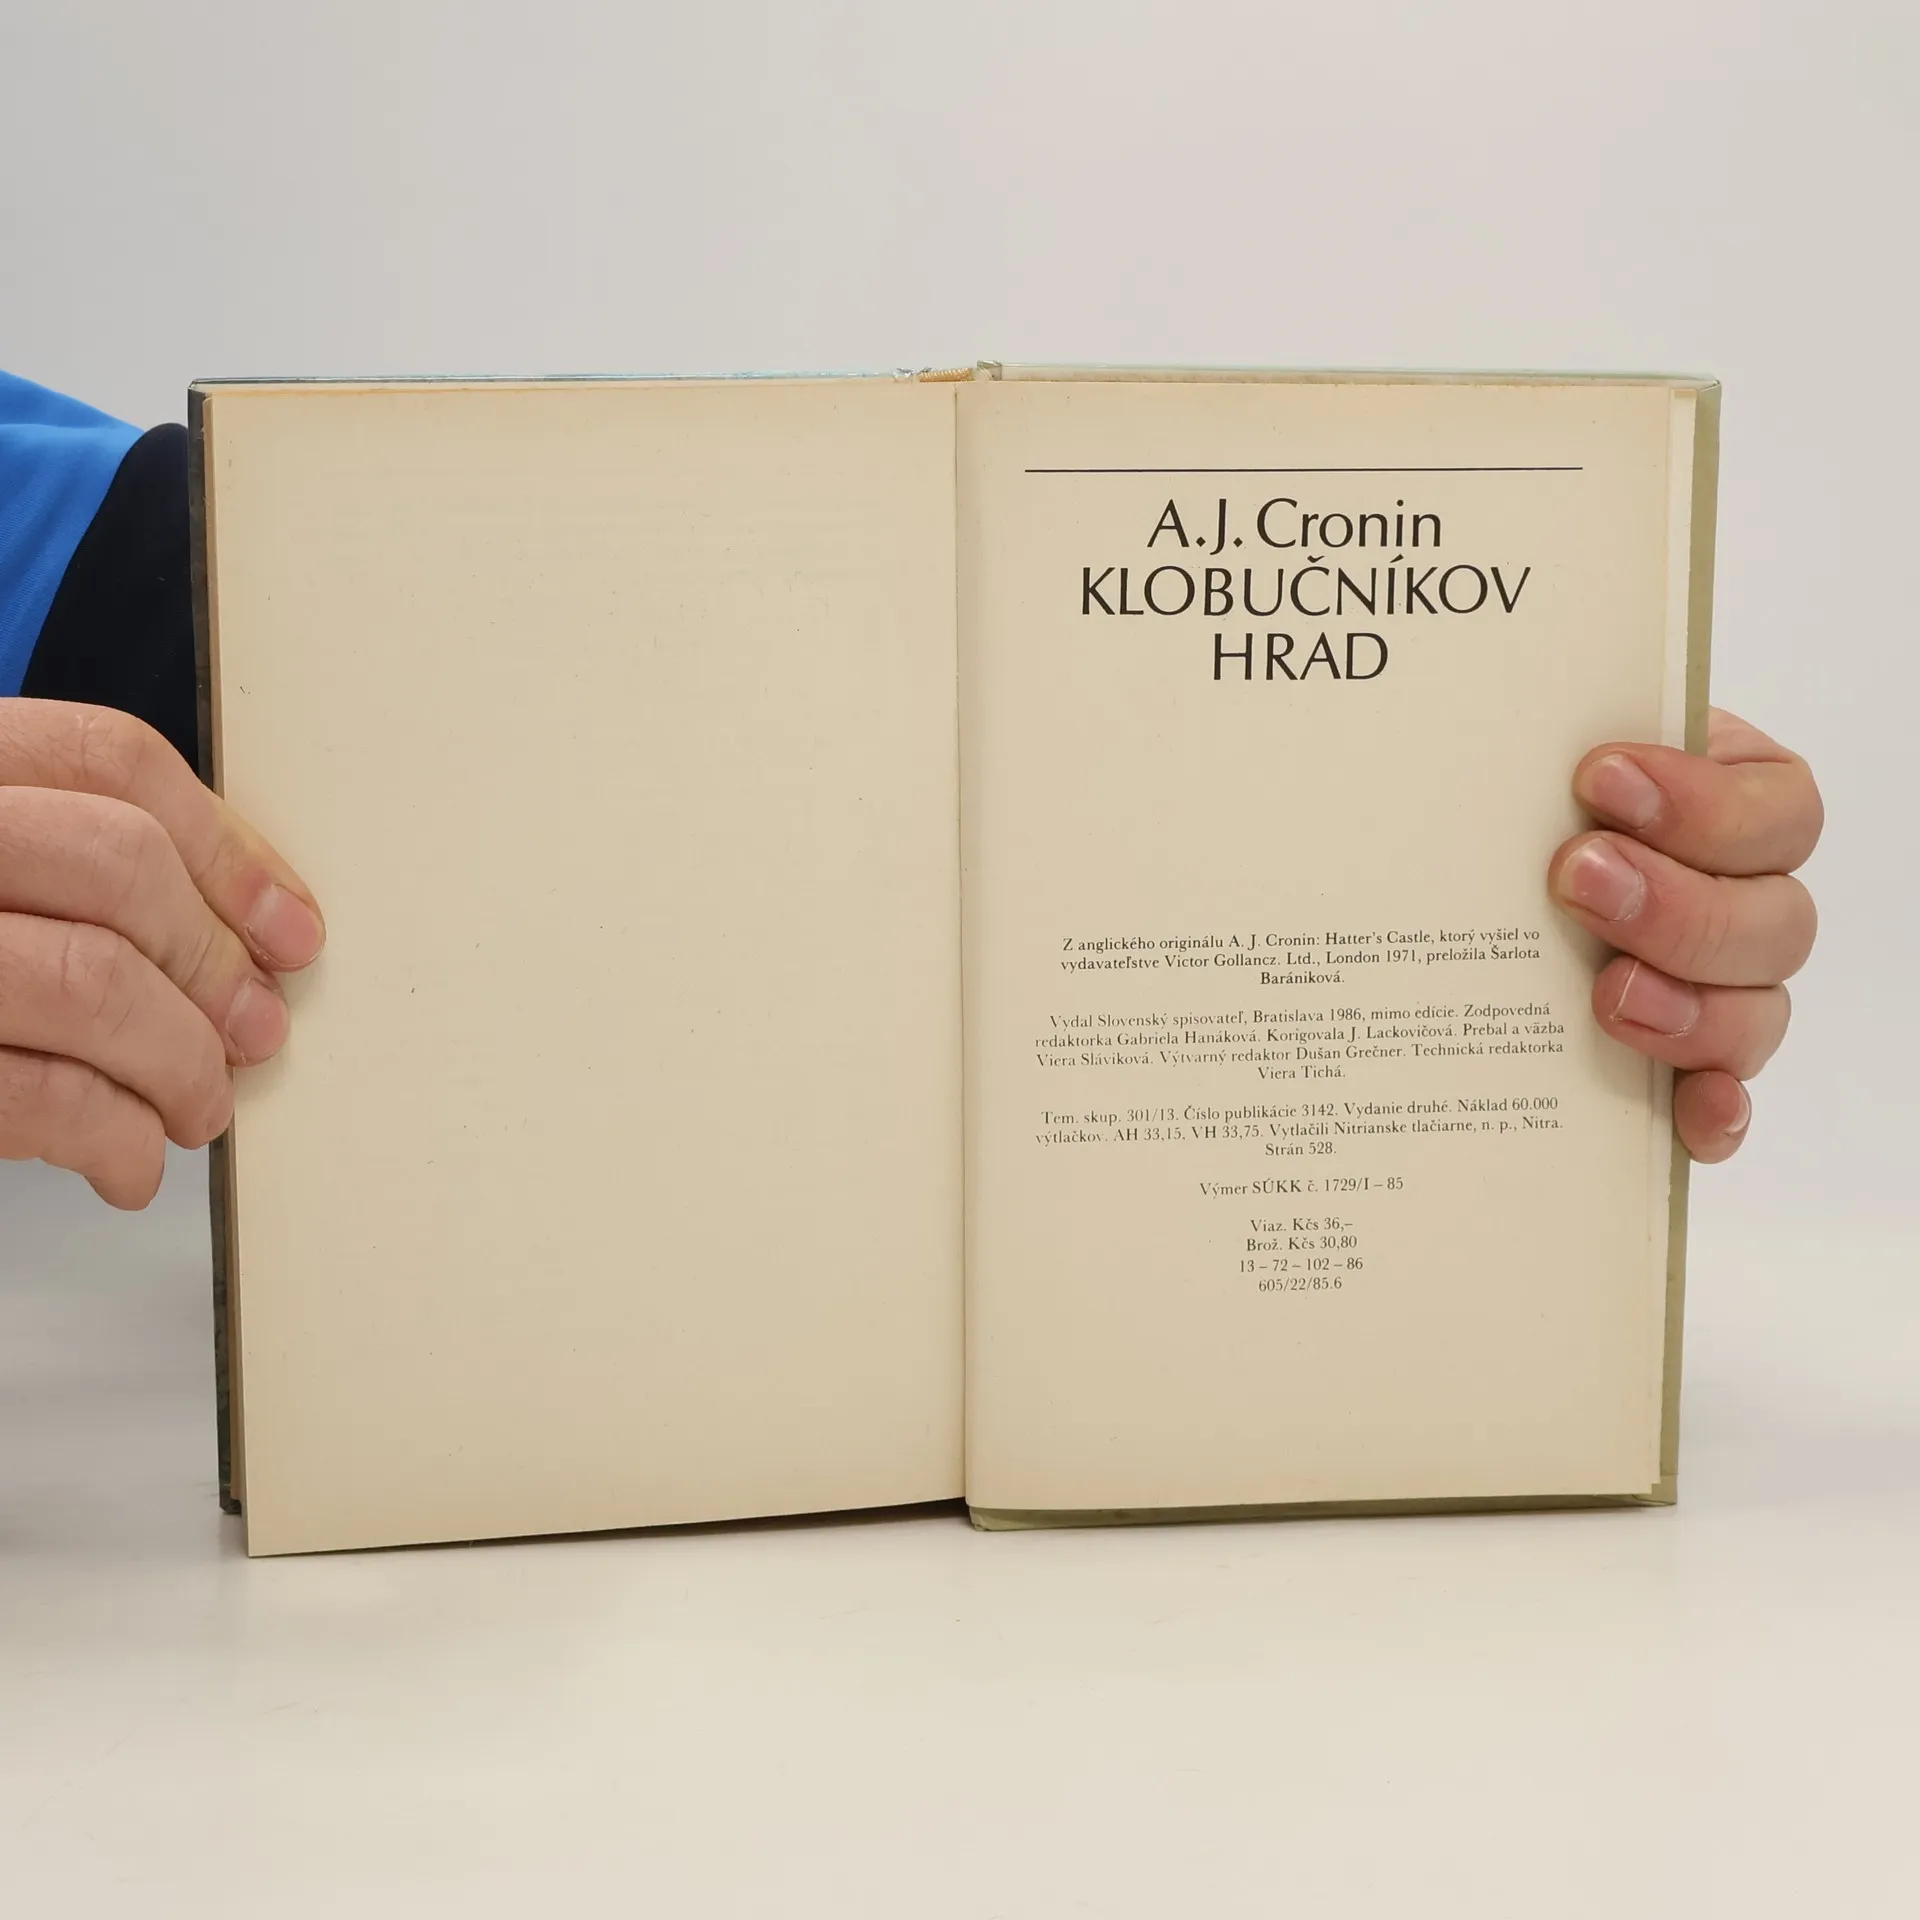 A. J. Cronin
KLOBUČNÍKOV
HRAD
Z anglického originálu A. J. Cronin: Hatter's Castle, ktorý vyšiel vo
vydavateľstve Victor Gollancz. Ltd., London 1971, preložila Šarlota
Barániková.
Vydal Slovenský spisovateľ, Bratislava 1986, mimo edície. Zodpovedná
redaktorka Gabriela Hanáková. Korigovala J. Lackovičová. Prebal a väzba
Viera Sláviková. Výtvarný redaktor Dušan Grečner. Technická redaktorka
Viera Tichá.
Tem. skup. 301/13. Číslo publikácie 3142. Vydanie druhé. Náklad 60.000
výtlačkov. AH 33,15, VH 33,75. Vytlačili Nitrianske tlačiarne, n. p., Nitra.
Strán 528.
Výmer SÚKK č. 1729/I – 85
Viaz. Kčs 36,–
Brož. Kčs 30,80
13 – 72 – 102 – 86
605/22/85.6